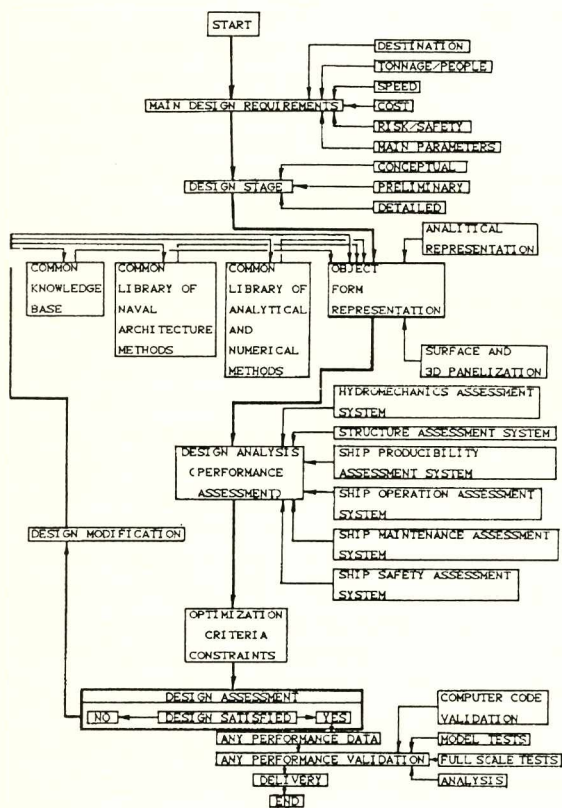 START
DESTINATION
TONNAGE/PEOPLE
SPEED
MAIN DESIGN REQUIREMENTS
COST
RISK/SAFETY
MAIN PARAMETERS
CONCEPTUAL
DESIGN STAGE
PRELIMINARY
DETAILED
ANALITICAL
REPRESENTATION
COMMON
KNOWLEDGE
BASE
COMMON
LIBRARY OF
NAVAL
ARCHITECTURE
METHODS
COMMON
LIBRARY OF
ANALYTICAL
AND
NUMERICAL
METHODS
OBJECT
FORM
REPRESENTATION
SURFACE AND
3D PANELIZATION
HYDROMECHANICS ASSESSMENT
SYSTEM
STRUCTURE ASSESSMENT SYSTEM
DESIGN ANALYSIS
(PERFORMANCE
ASSESSMENT)
SHIP PRODUCIBILITY
ASSESSMENT SYSTEM
SHIP OPERATION ASSESSMENT
SYSTEM
DESIGN MODIFICATION
SHIP MAINTENANCE ASSESSMENT
SYSTEM
SHIP SAFETY ASSESSMENT
SYSTEM
OPTIMIZATION
CRITERIA
CONSTRAINTS
DESIGN ASSESSMENT
NO
DESIGN SATISFIED
YES
COMPUTER CODE
VALIDATION
ANY PERFORMANCE DATA
MODEL TESTS
ANY PERFORMANCE VALIDATION
FULL SCALE TESTS
DELIVERY
ANALYSIS
END